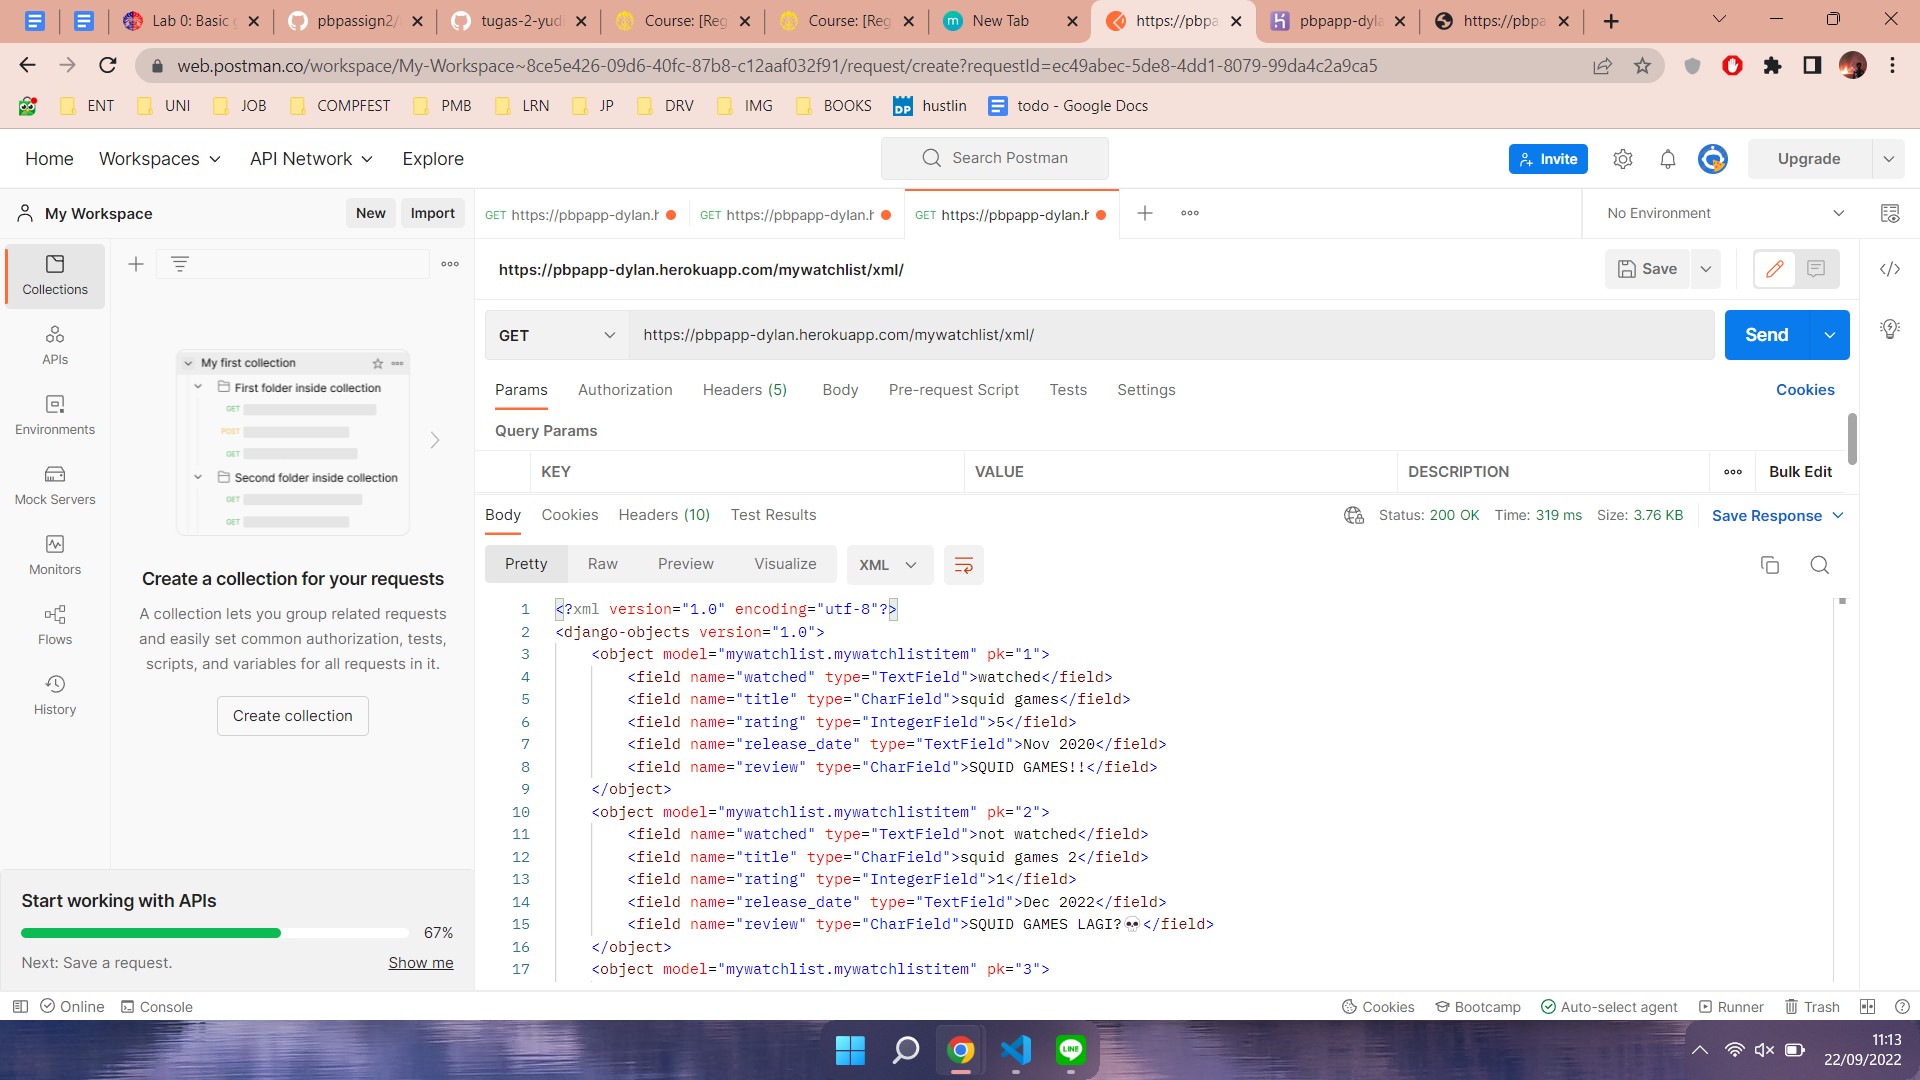 Lab 0: Basic
pbpassign2/
tugas-2-yudi
Course: [Reg
Course: [Reg
New Tab
https://pbpa
pbpapp-dyla
https://pbpa
web.postman.co/workspace/My-Workspace~8ce5e426-09d6-40fc-87b8-c12aaf032f91/request/create?requestId=ec49abec-5de8-4dd1-8079-99da4c2a9ca5
ENT UNI JOB COMPFEST PMB LRN JP DRV IMG BOOKS DP hustlin todo - Google Docs
Home Workspaces API Network Explore Search Postman Invite Upgrade
My Workspace New Import
GET https://pbpapp-dylan.h GET https://pbpapp-dylan.h GET https://pbpapp-dylan.h No Environment
Collections
APIs
Environments
Mock Servers
Monitors
Flows
History
My first collection
First folder inside collection
GET
POST
GET
Second folder inside collection
GET
GET
Create a collection for your requests
A collection lets you group related requests
and easily set common authorization, tests,
scripts, and variables for all requests in it.
Create collection
Start working with APIs
67%
Next: Save a request. Show me
https://pbpapp-dylan.herokuapp.com/mywatchlist/xml/ Save
GET https://pbpapp-dylan.herokuapp.com/mywatchlist/xml/ Send
Params Authorization Headers (5) Body Pre-request Script Tests Settings Cookies
Query Params
KEY VALUE DESCRIPTION Bulk Edit
Body Cookies Headers (10) Test Results Status: 200 OK Time: 319 ms Size: 3.76 KB Save Response
Pretty Raw Preview Visualize XML
1 <?xml version="1.0" encoding="utf-8"?>
2 <django-objects version="1.0">
3 <object model="mywatchlist.mywatchlistitem" pk="1">
4 <field name="watched" type="TextField">watched</field>
5 <field name="title" type="CharField">squid games</field>
6 <field name="rating" type="IntegerField">5</field>
7 <field name="release_date" type="TextField">Nov 2020</field>
8 <field name="review" type="CharField">SQUID GAMES!!</field>
9 </object>
10 <object model="mywatchlist.mywatchlistitem" pk="2">
11 <field name="watched" type="TextField">not watched</field>
12 <field name="title" type="CharField">squid games 2</field>
13 <field name="rating" type="IntegerField">1</field>
14 <field name="release_date" type="TextField">Dec 2022</field>
15 <field name="review" type="CharField">SQUID GAMES LAGI?💀</field>
16 </object>
17 <object model="mywatchlist.mywatchlistitem" pk="3">
Online Console Cookies Bootcamp Auto-select agent Runner Trash
LINE
11:13
22/09/2022